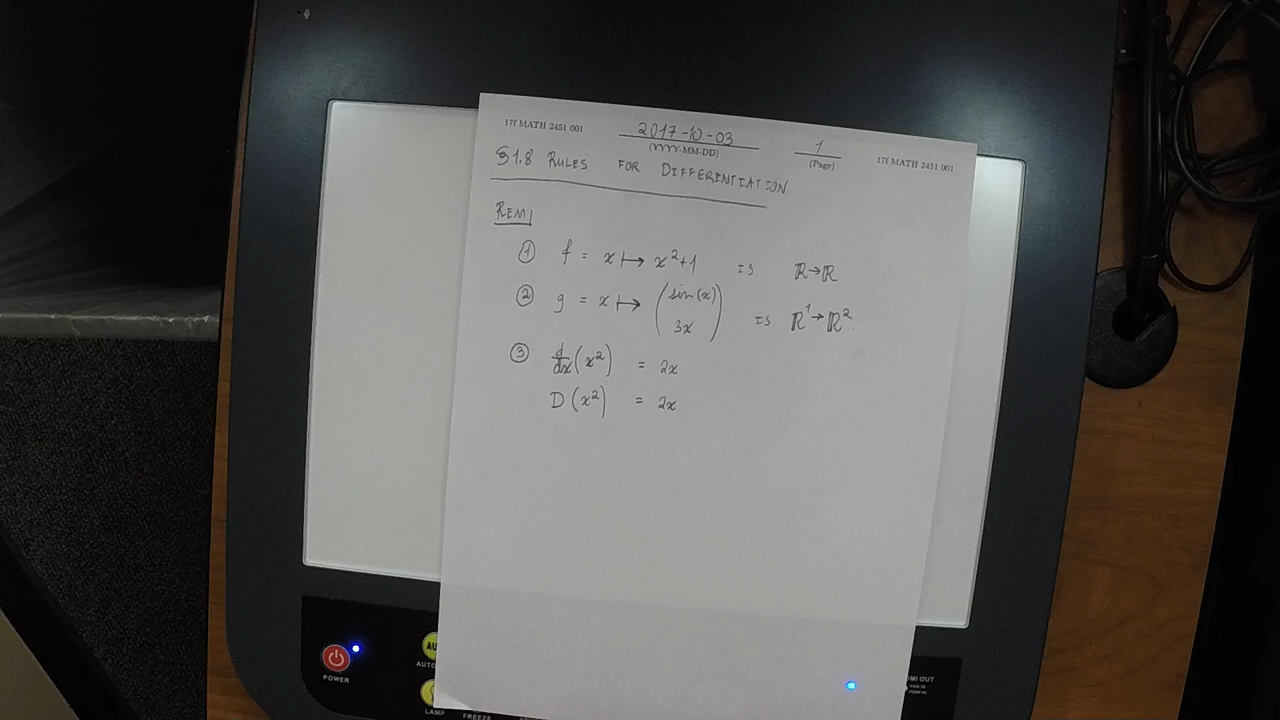 17f MATH 2451 001 2017-10-03 1 17f MATH 2451 001
(YYYY-MM-DD) (Page)
§1.8 RULES FOR DIFFERENTIATION
REM
① f = x ↦ x²+1 IS ℝ→ℝ
② g = x ↦ (sin(x)
3x) IS ℝ¹→ℝ².
③ d/dx (x²) = 2x
D(x²) = 2x
POWER
LAMP
FREEZE